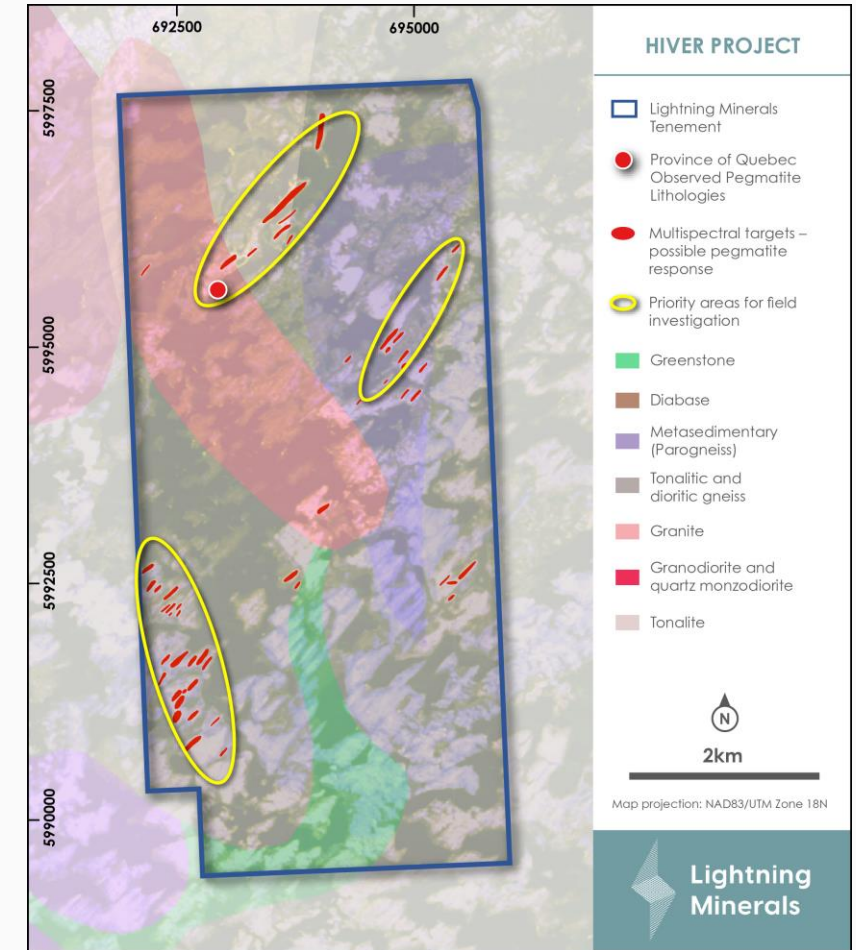 692500
695000
5997500
5995000
5992500
5990000
HIVER PROJECT
Lightning Minerals
Tenement
Province of Quebec
Observed Pegmatite
Lithologies
Multispectral targets –
possible pegmatite
response
Priority areas for field
investigation
Greenstone
Diabase
Metasedimentary
(Parogneiss)
Tonalitic and
dioritic gneiss
Granite
Granodiorite and
quartz monzodiorite
Tonalite
N
2km
Map projection: NAD83/UTM Zone 18N
Lightning
Minerals